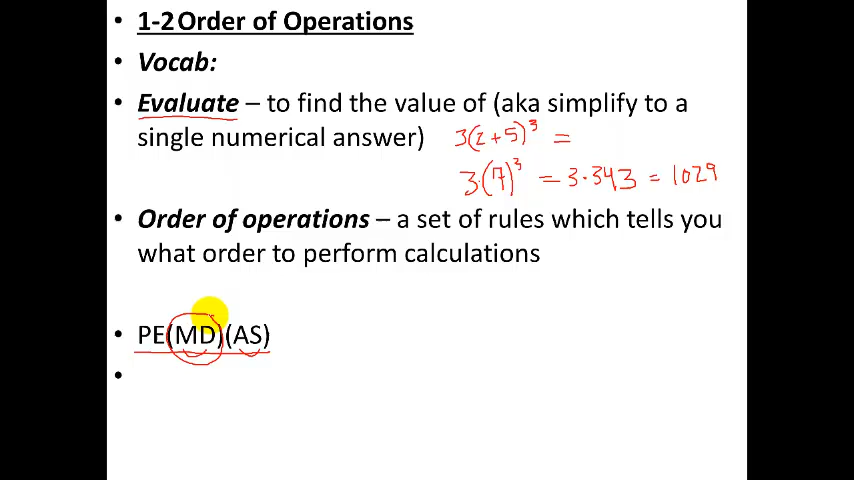 • 1-2 Order of Operations
• Vocab:
• Evaluate – to find the value of (aka simplify to a
single numerical answer) 3(2+5)³ =
3·(7)³ = 3·343 = 1029
• Order of operations – a set of rules which tells you
what order to perform calculations
• PE(MD)(AS)
•